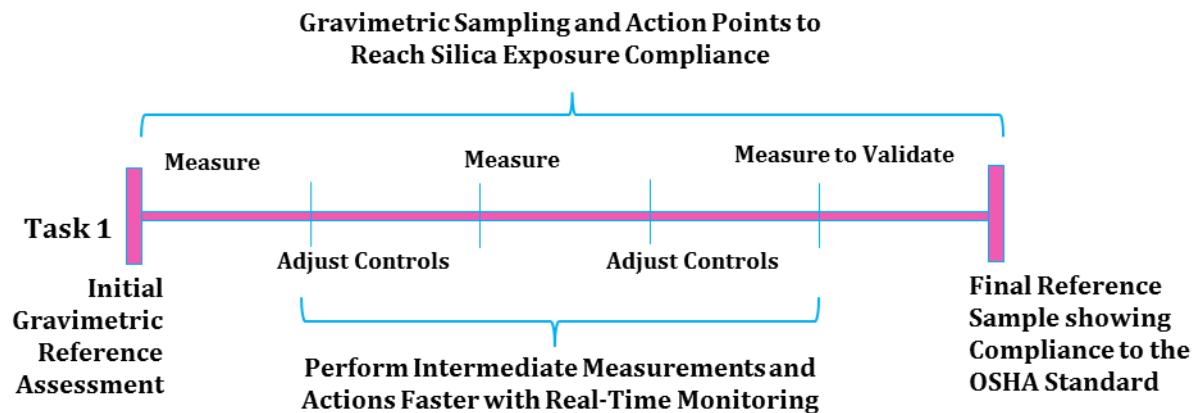 Gravimetric Sampling and Action Points to
Reach Silica Exposure Compliance
Measure
Measure
Measure to Validate
Task 1
Adjust Controls
Adjust Controls
Initial
Gravimetric
Reference
Assessment
Final Reference
Sample showing
Compliance to the
OSHA Standard
Perform Intermediate Measurements and
Actions Faster with Real-Time Monitoring